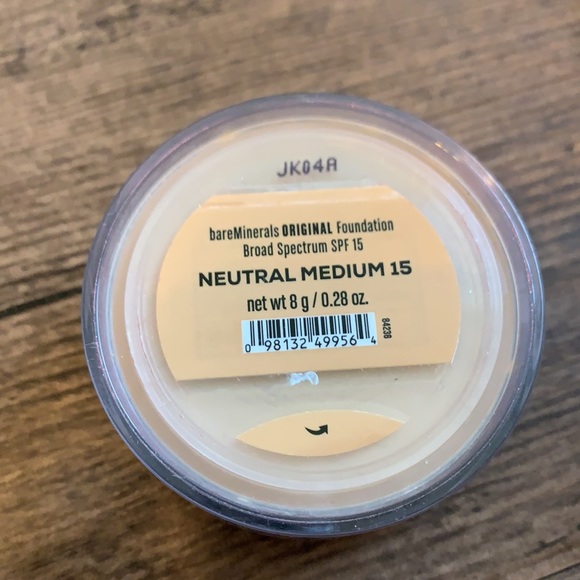 JK04A
bareMinerals ORIGINAL Foundation
Broad Spectrum SPF 15
NEUTRAL MEDIUM 15
net wt 8 g / 0.28 oz.
84238
0 98132 49956 4